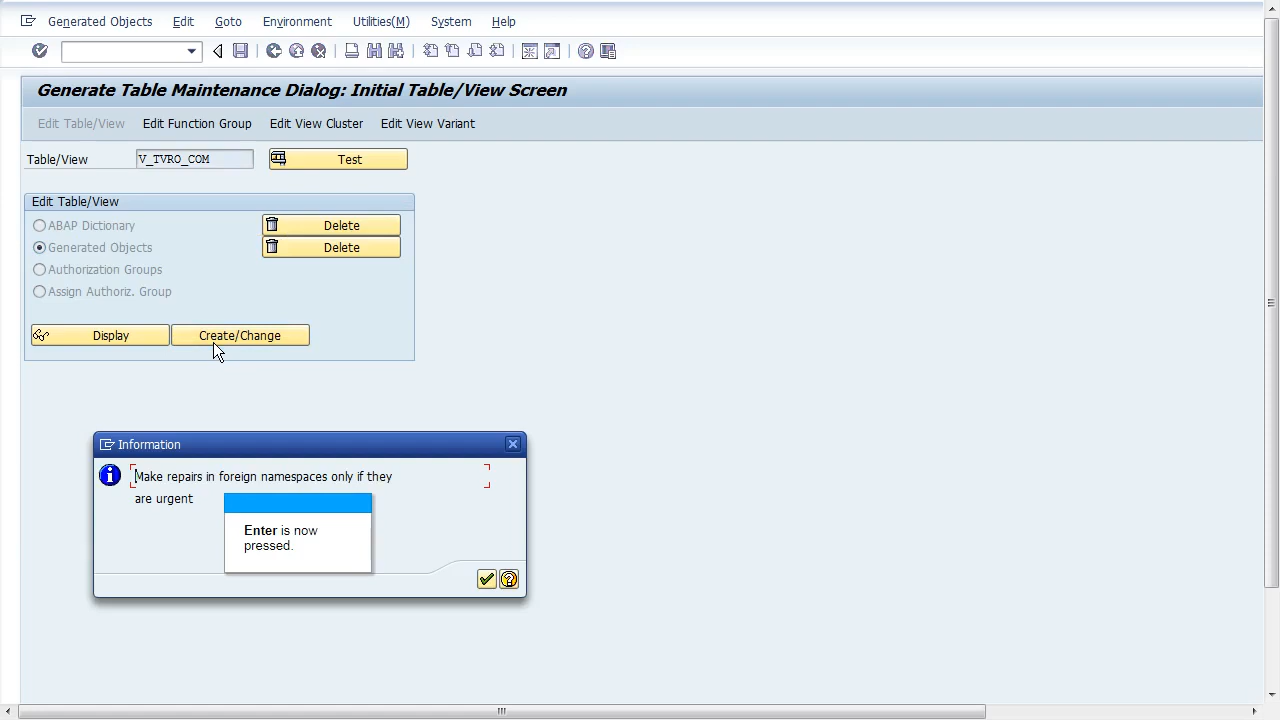 Generated Objects Edit Goto Environment Utilities(M) System Help
Generate Table Maintenance Dialog: Initial Table/View Screen
Edit Table/View Edit Function Group Edit View Cluster Edit View Variant
Table/View V_TVRO_COM Test
Edit Table/View
ABAP Dictionary Delete
Generated Objects Delete
Authorization Groups
Assign Authoriz. Group
Display Create/Change
Information
Make repairs in foreign namespaces only if they
are urgent
Enter is now
pressed.